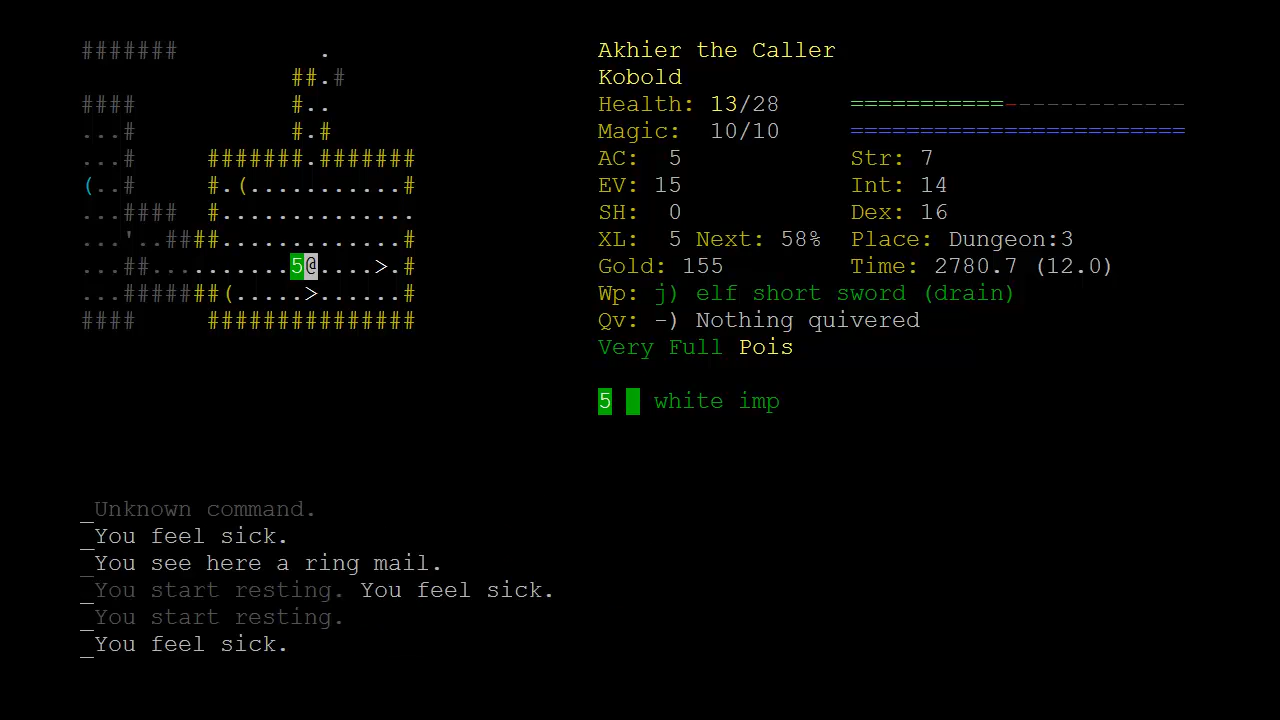 #######                 .
               ##.#
####           #..
...#           #.#
...#     #######.#######
(..#     #.(...........#
...####  #..............
...'..####.............#
...##..........5@....>.#
...#######(.....>......#
####     ###############
Akhier the Caller
Kobold
Health: 13/28 ===========-------------
Magic: 10/10 ========================
AC: 5 Str: 7
EV: 15 Int: 14
SH: 0 Dex: 16
XL: 5 Next: 58% Place: Dungeon:3
Gold: 155 Time: 2780.7 (12.0)
Wp: j) elf short sword (drain)
Qv: -) Nothing quivered
Very Full Pois
5 white imp
_Unknown command.
_You feel sick.
_You see here a ring mail.
_You start resting. You feel sick.
_You start resting.
_You feel sick.